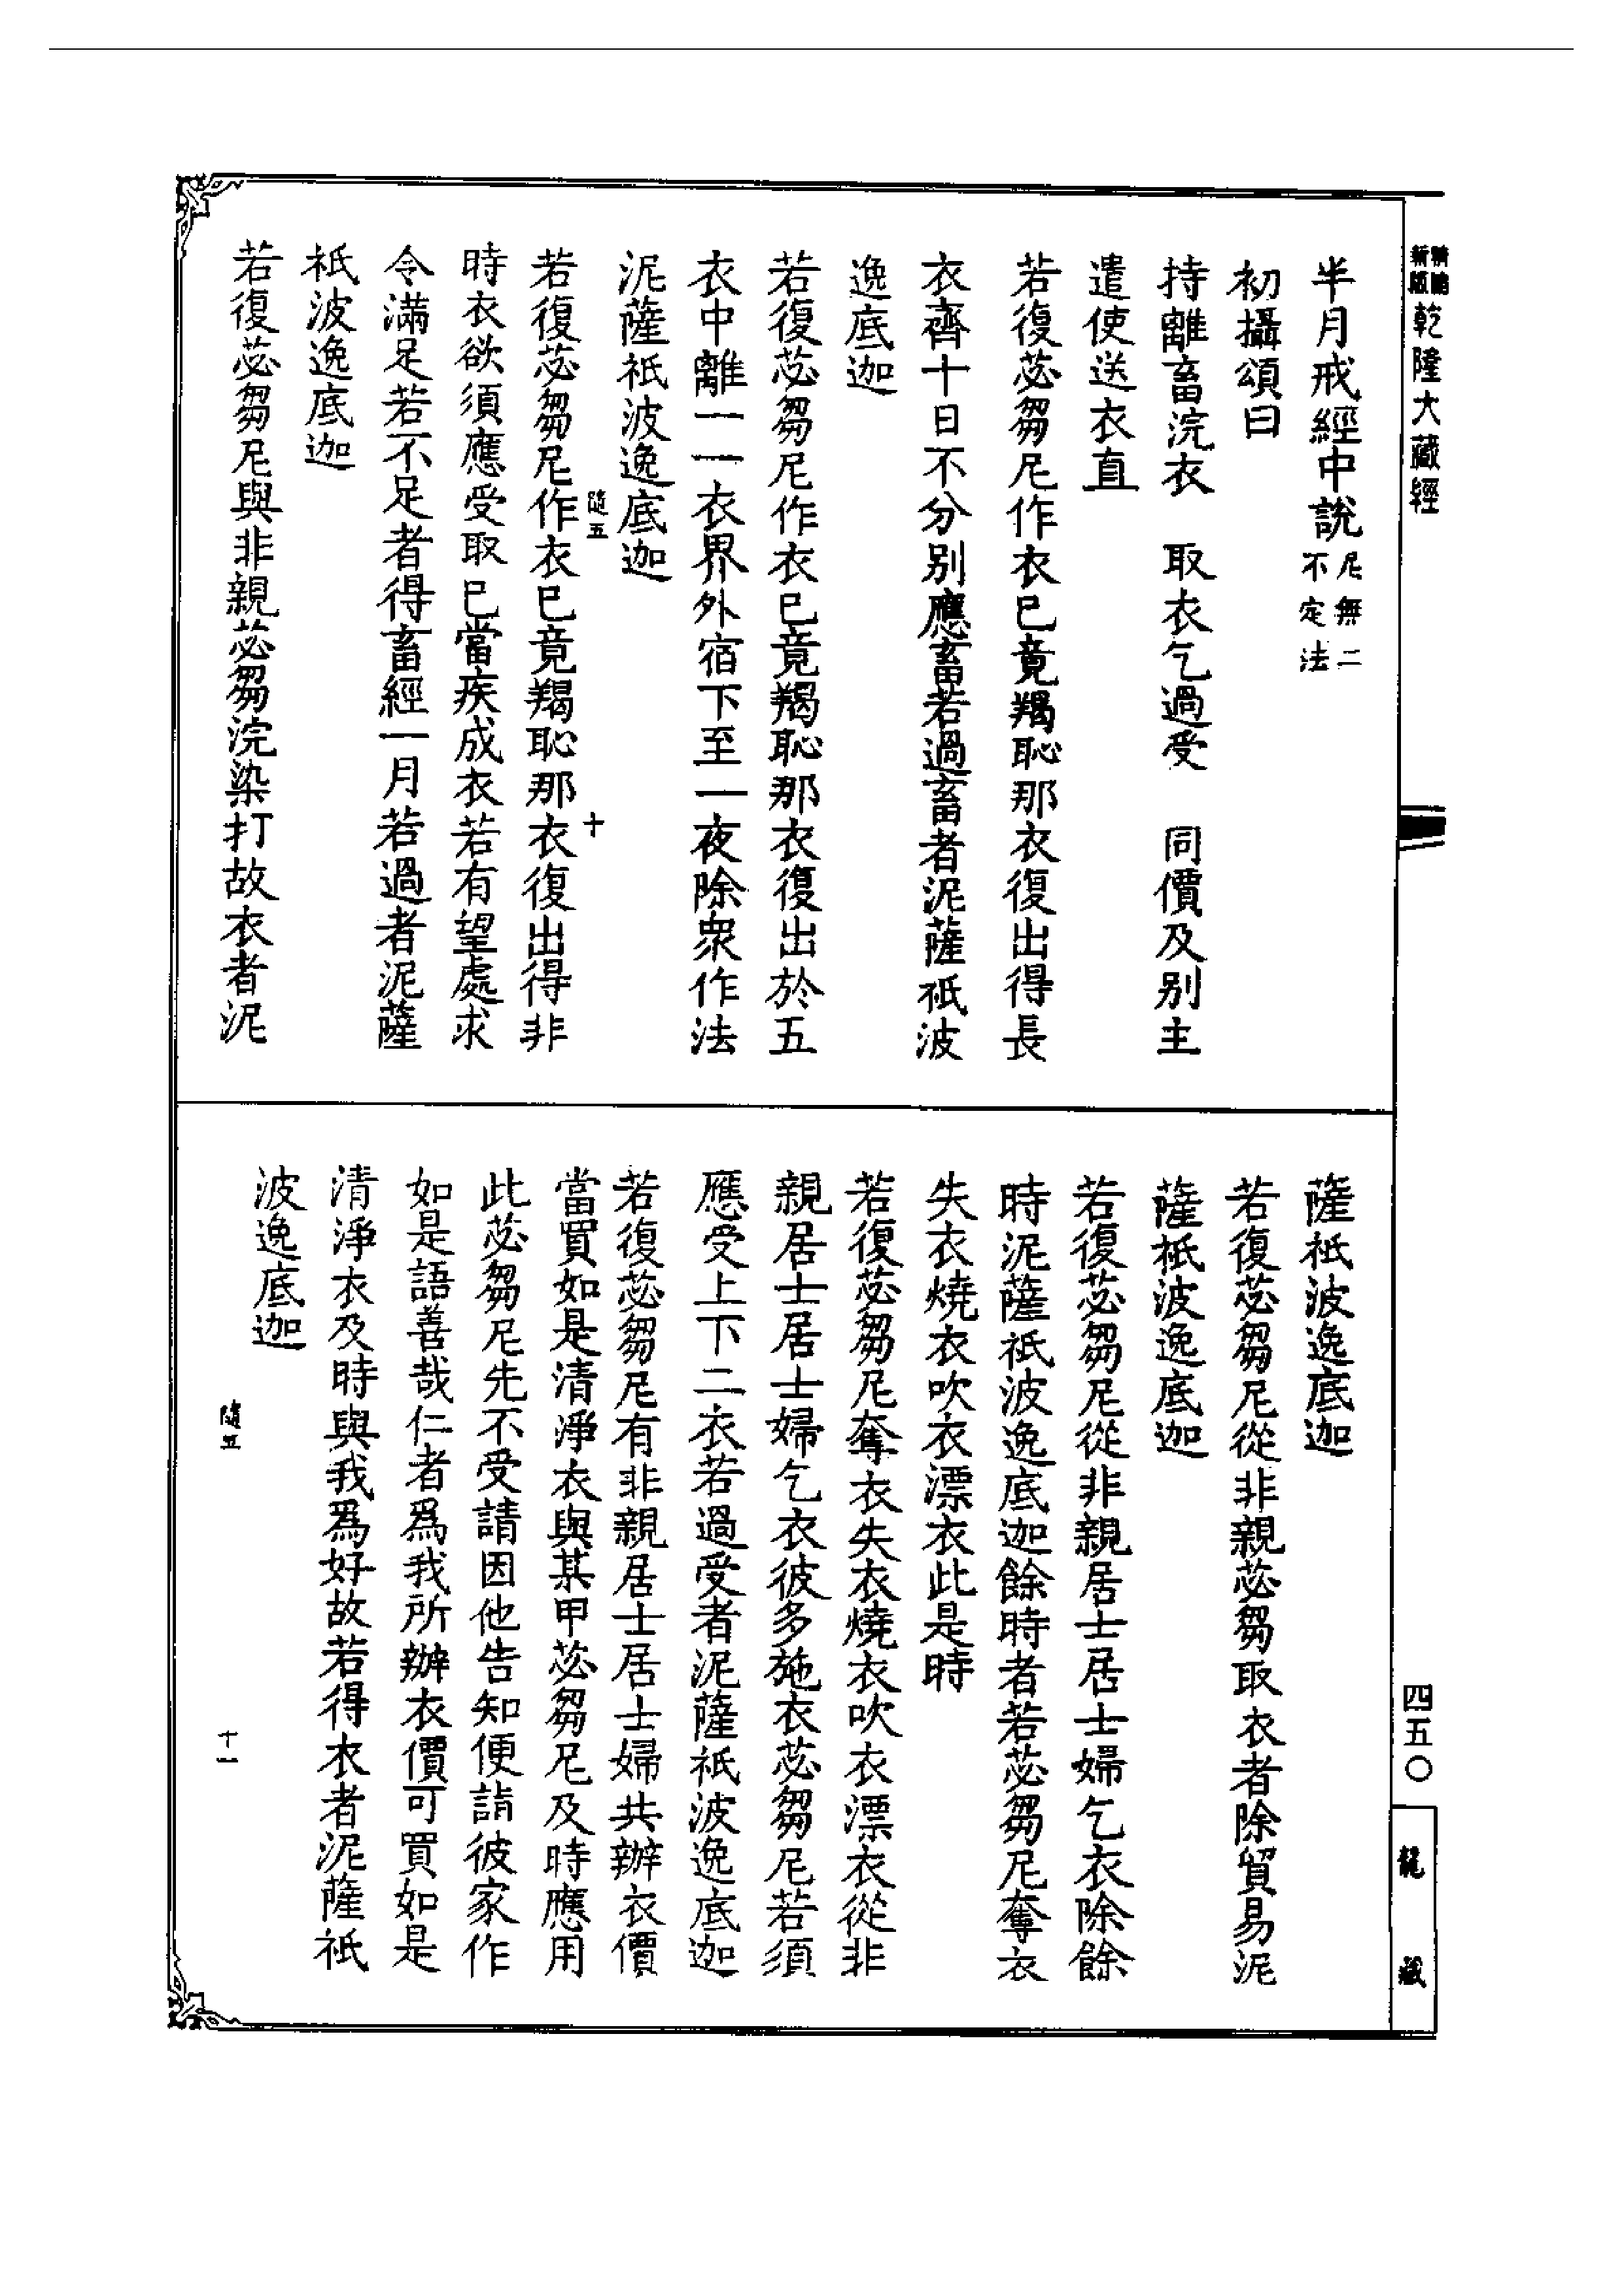 乾隆大藏經
半月戒經中說尼無二不定法
初攝頌曰
持離畜浣衣　取衣乞過受　同價及別主
遣使送衣直
若復苾芻尼作衣已竟羯恥那衣復出得長
衣齊十日不分別應畜若過畜者泥薩祇波
逸底迦
若復苾芻尼作衣已竟羯恥那衣復出於五
衣中離一一衣界外宿下至一夜除衆作法
泥薩祇波逸底迦
隨五　十
若復苾芻尼作衣已竟羯恥那衣復出得非
時衣欲須應受取已當疾成衣若有望處求
令滿足若不足者得畜經一月若過者泥薩
祇波逸底迦
若復苾芻尼與非親苾芻浣染打故衣者泥
薩祇波逸底迦
若復苾芻尼從非親苾芻取衣者除貿易泥
薩祇波逸底迦
若復苾芻尼從非親居士居士婦乞衣除餘
時泥薩祇波逸底迦餘時者若苾芻尼奪衣
失衣燒衣吹衣漂衣此是時
若復苾芻尼奪衣失衣燒衣吹衣漂衣從非
親居士居士婦乞衣彼多施衣苾芻尼若須
應受上下二衣若過受者泥薩祇波逸底迦
若復苾芻尼有非親居士居士婦共辦衣價
當買如是清淨衣與某甲苾芻尼及時應用
此苾芻尼先不受請因他告知便詣彼家作
如是語善哉仁者爲我所辦衣價可買如是
清淨衣及時與我爲好故若得衣者泥薩祇
波逸底迦
隨五　十一
四五〇
龍藏